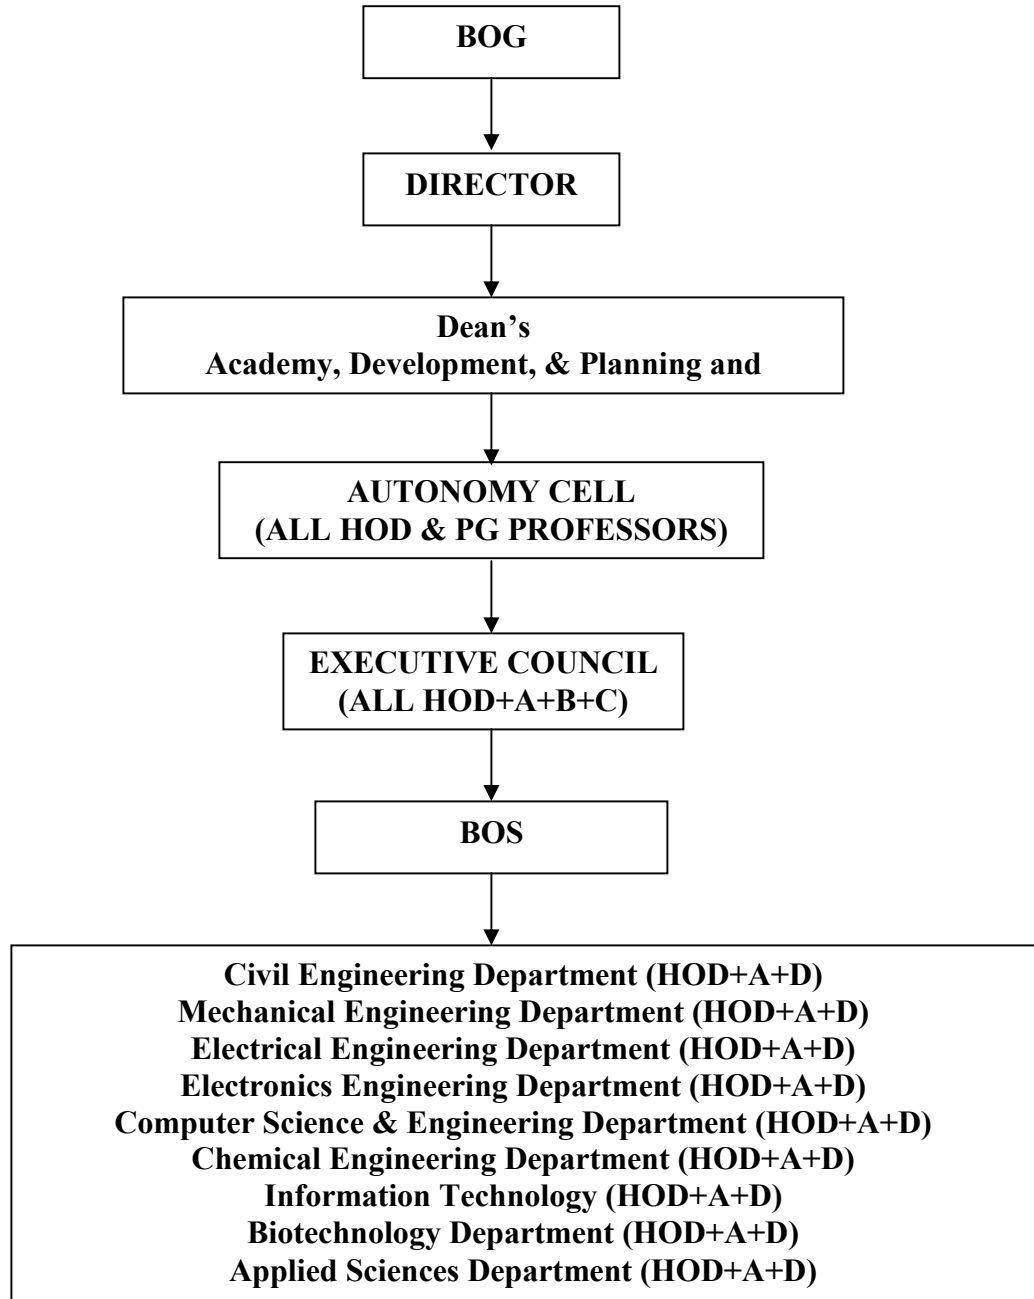 BOG
DIRECTOR
Dean’s
Academy, Development, & Planning and
AUTONOMY CELL
(ALL HOD & PG PROFESSORS)
EXECUTIVE COUNCIL
(ALL HOD+A+B+C)
BOS
Civil Engineering Department (HOD+A+D)
Mechanical Engineering Department (HOD+A+D)
Electrical Engineering Department (HOD+A+D)
Electronics Engineering Department (HOD+A+D)
Computer Science & Engineering Department (HOD+A+D)
Chemical Engineering Department (HOD+A+D)
Information Technology (HOD+A+D)
Biotechnology Department (HOD+A+D)
Applied Sciences Department (HOD+A+D)